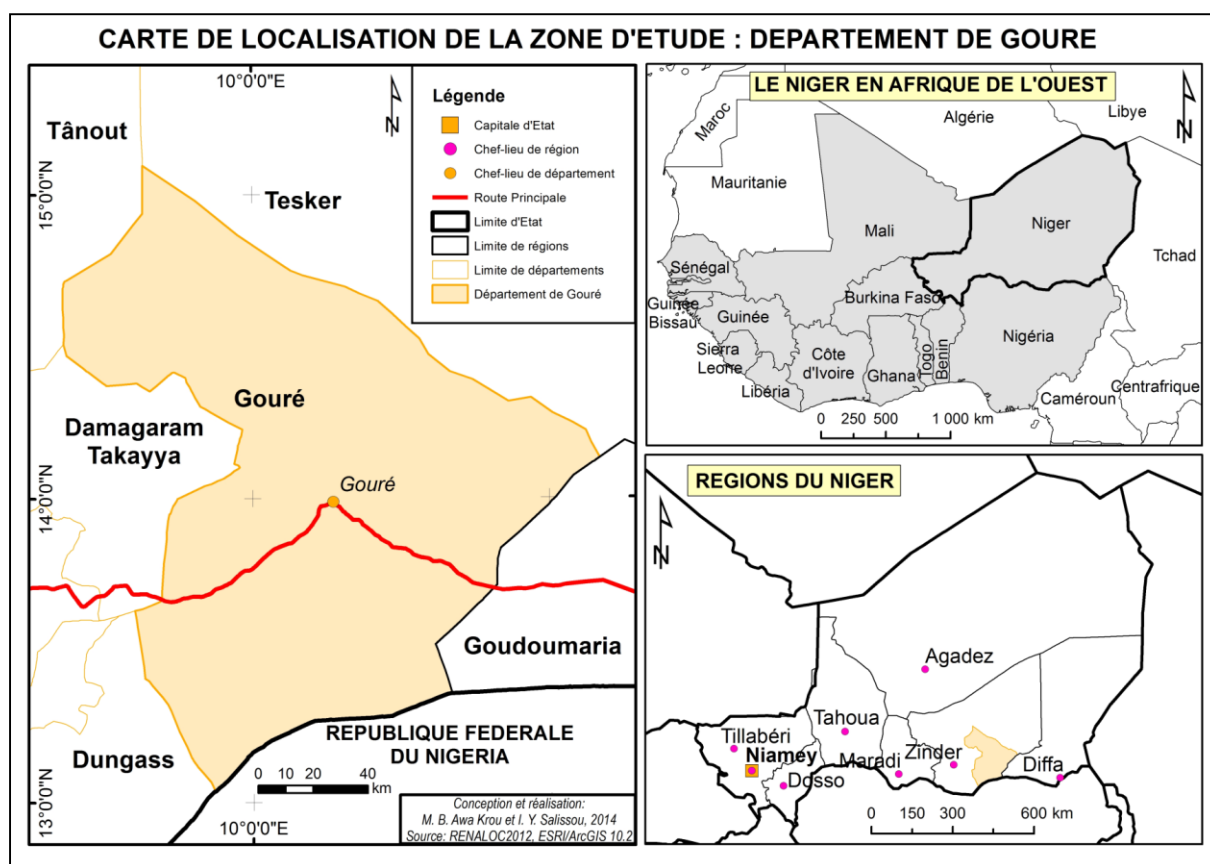 CARTE DE LOCALISATION DE LA ZONE D'ETUDE : DEPARTEMENT DE GOURE
10°0'0"E
Tânout
Tesker
15°0'0"N
N
Légende
Capitale d'Etat
Chef-lieu de région
Chef-lieu de département
Route Principale
Limite d'Etat
Limite de régions
Limite de départements
Département de Gouré
Gouré
Damagaram
Takayya
Gouré
14°0'0"N
Goudoumaria
Dungass
REPUBLIQUE FEDERALE
DU NIGERIA
0 10 20 40
km
13°0'0"N
10°0'0"E
Conception et réalisation:
M. B. Awa Krou et I. Y. Salissou, 2014
Source: RENALOC2012, ESRI/ArcGIS 10.2
LE NIGER EN AFRIQUE DE L'OUEST
N
Maroc
Algérie
Libye
Mauritanie
Mali
Niger
Tchad
Sénégal
Guinée
Bissau
Guinée
Burkina Faso
Nigéria
Sierra
Leone
Libéria
Côte
d'Ivoire
Ghana
Togo
Benin
Caméroun
Centrafrique
0 250 500 1 000 km
REGIONS DU NIGER
N
Agadez
Tahoua
Tillabéri
Niamey
Dosso
Maradi
Zinder
Diffa
0 150 300 600 km